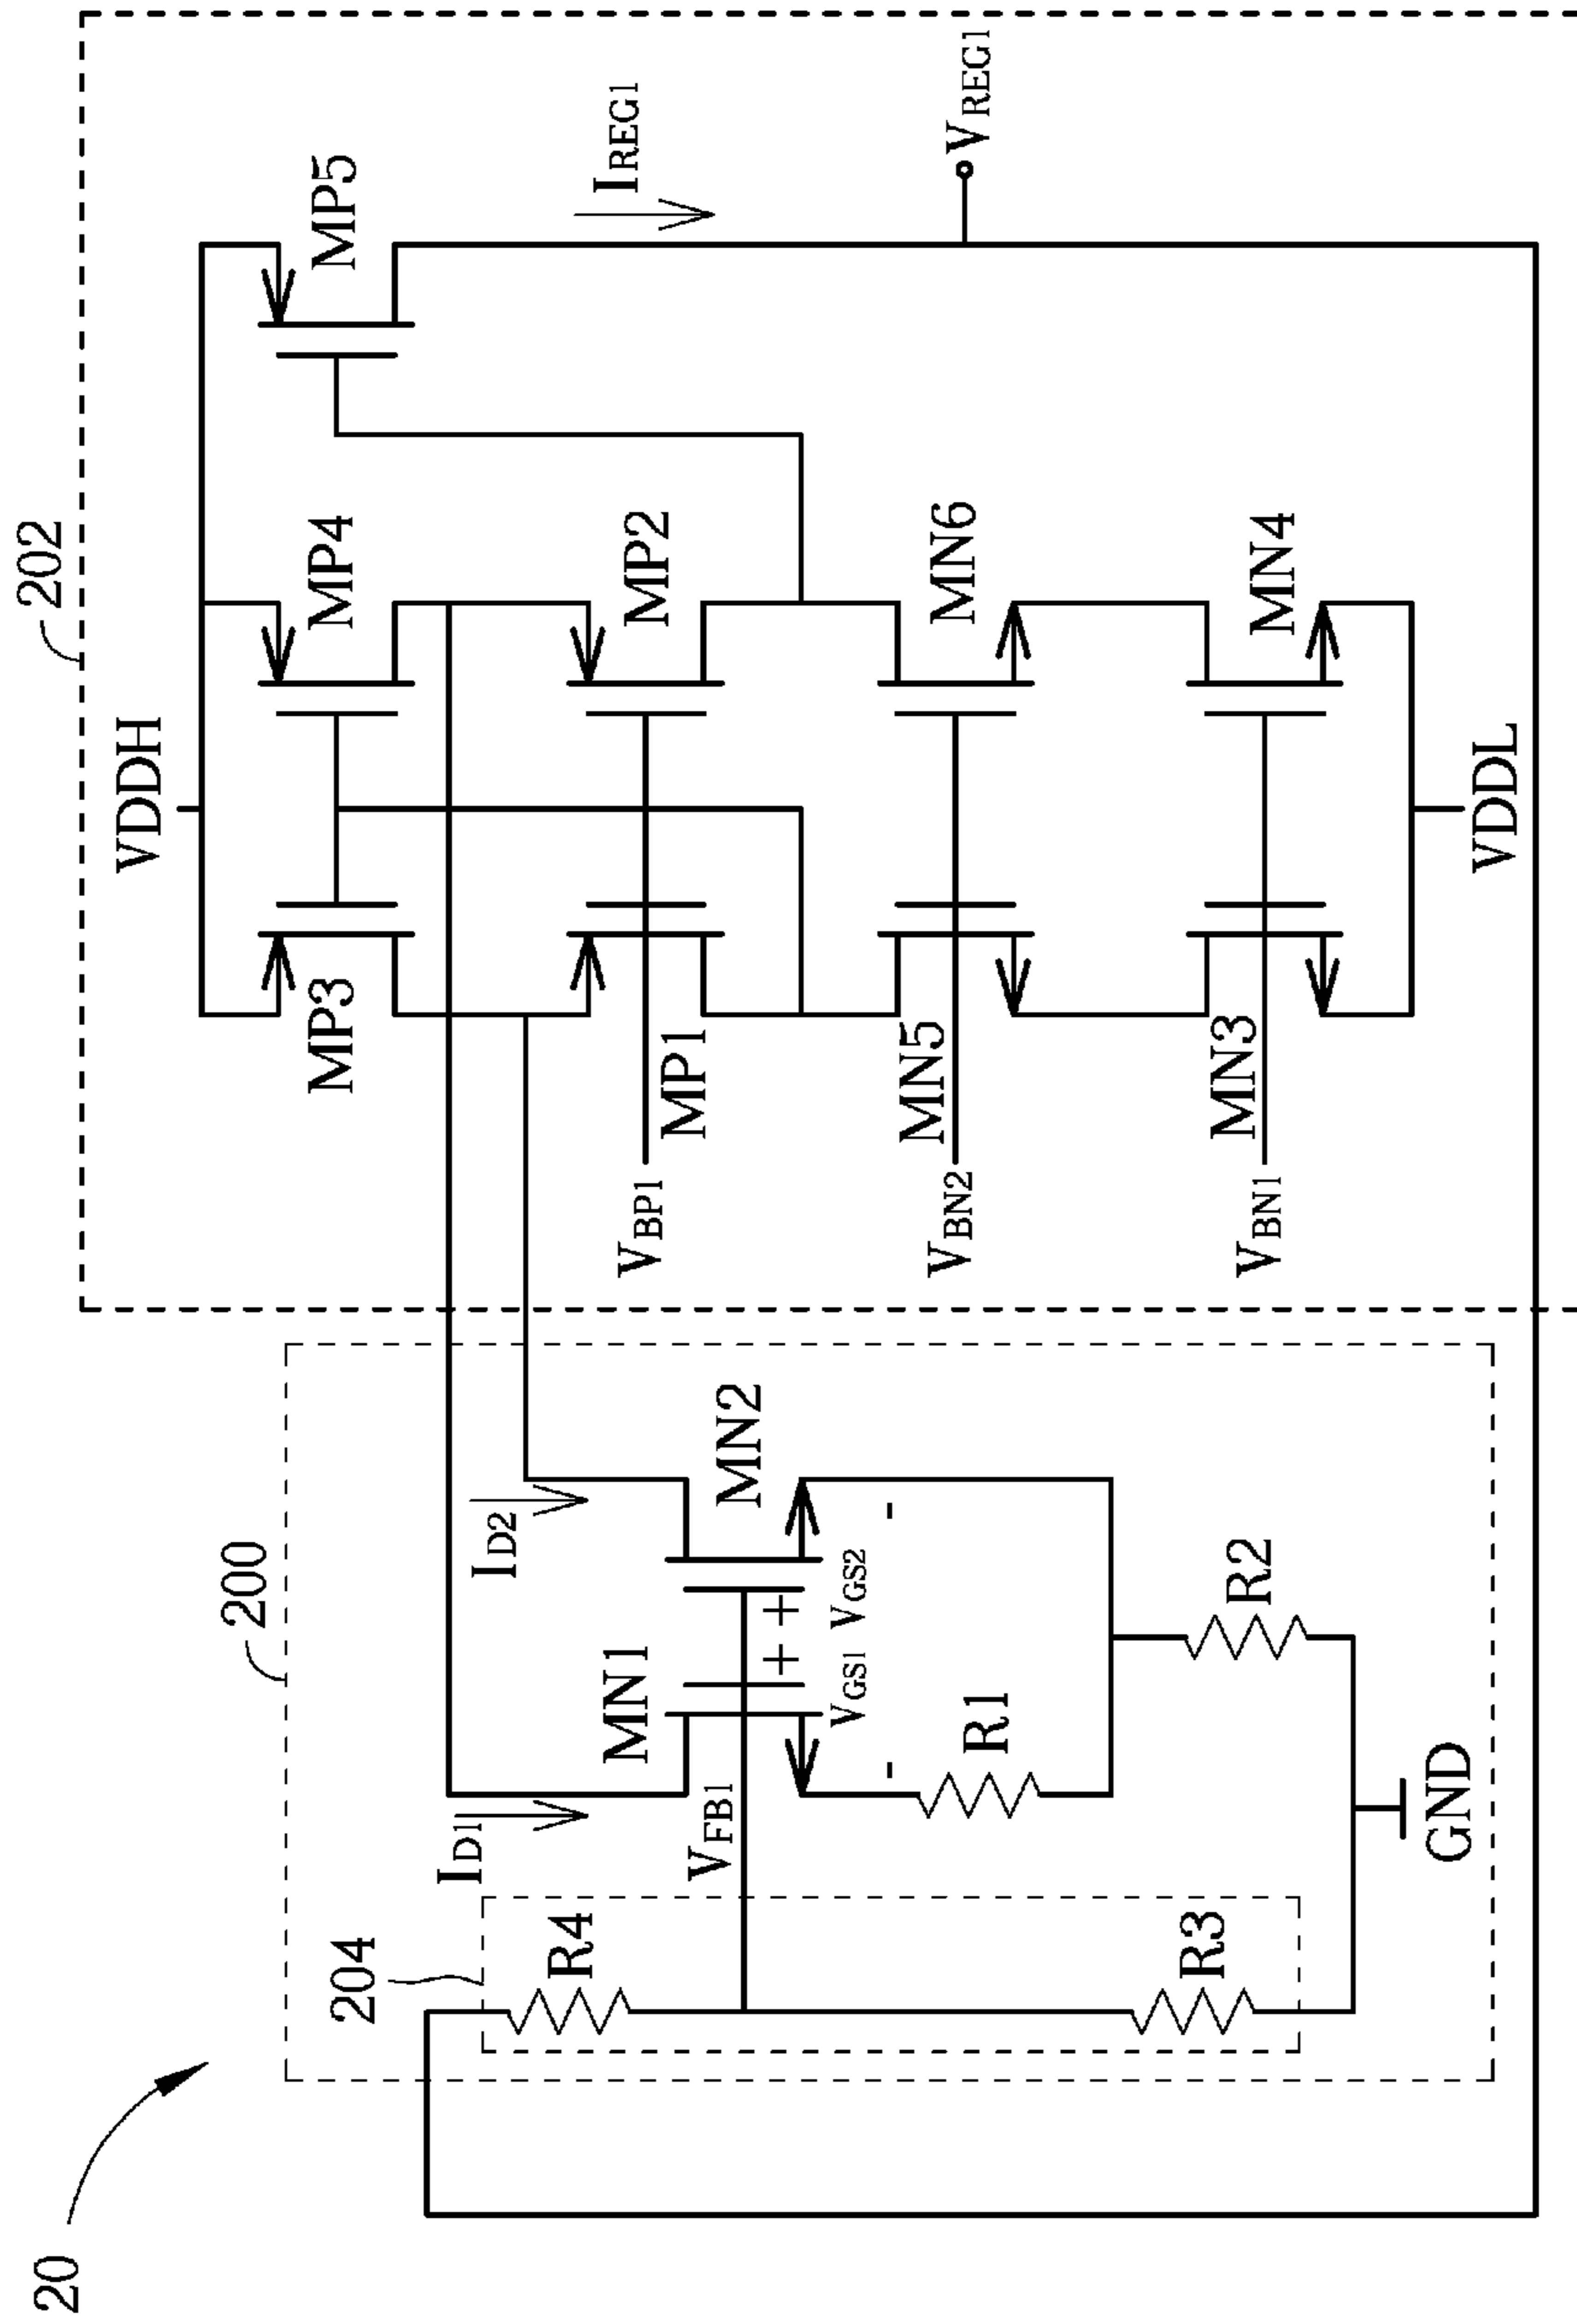 20
200
202
204
VDDH
MP3
MP4
MP5
IREG1
VREG1
MP1
MP2
VBP1
MN5
MN6
VBN2
MN3
MN4
VBN1
VDDL
ID1
ID2
MN1
MN2
VFB1
+ +
VGS1 VGS2
- -
R4
R1
R3
R2
GND